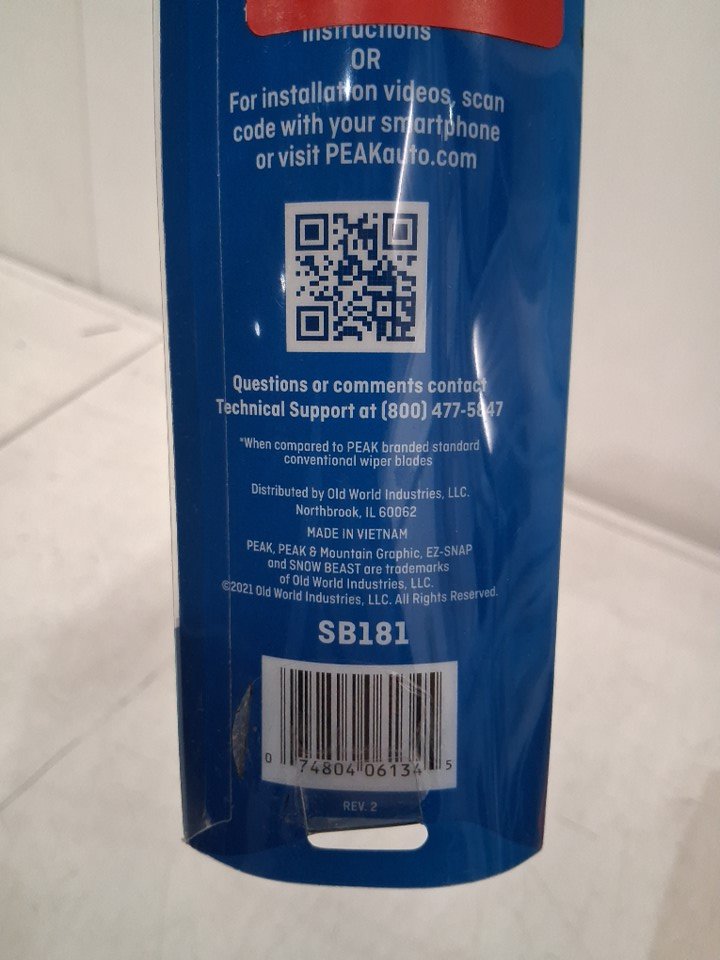 instructions
OR
For installation videos, scan
code with your smartphone
or visit PEAKauto.com
Questions or comments contact
Technical Support at (800) 477-5847
*When compared to PEAK branded standard
conventional wiper blades
Distributed by Old World Industries, LLC.
Northbrook, IL 60062
MADE IN VIETNAM
PEAK, PEAK & Mountain Graphic, EZ-SNAP
and SNOW BEAST are trademarks
of Old World Industries, LLC.
©2021 Old World Industries, LLC. All Rights Reserved.
SB181
0 74804 06134 5
REV. 2